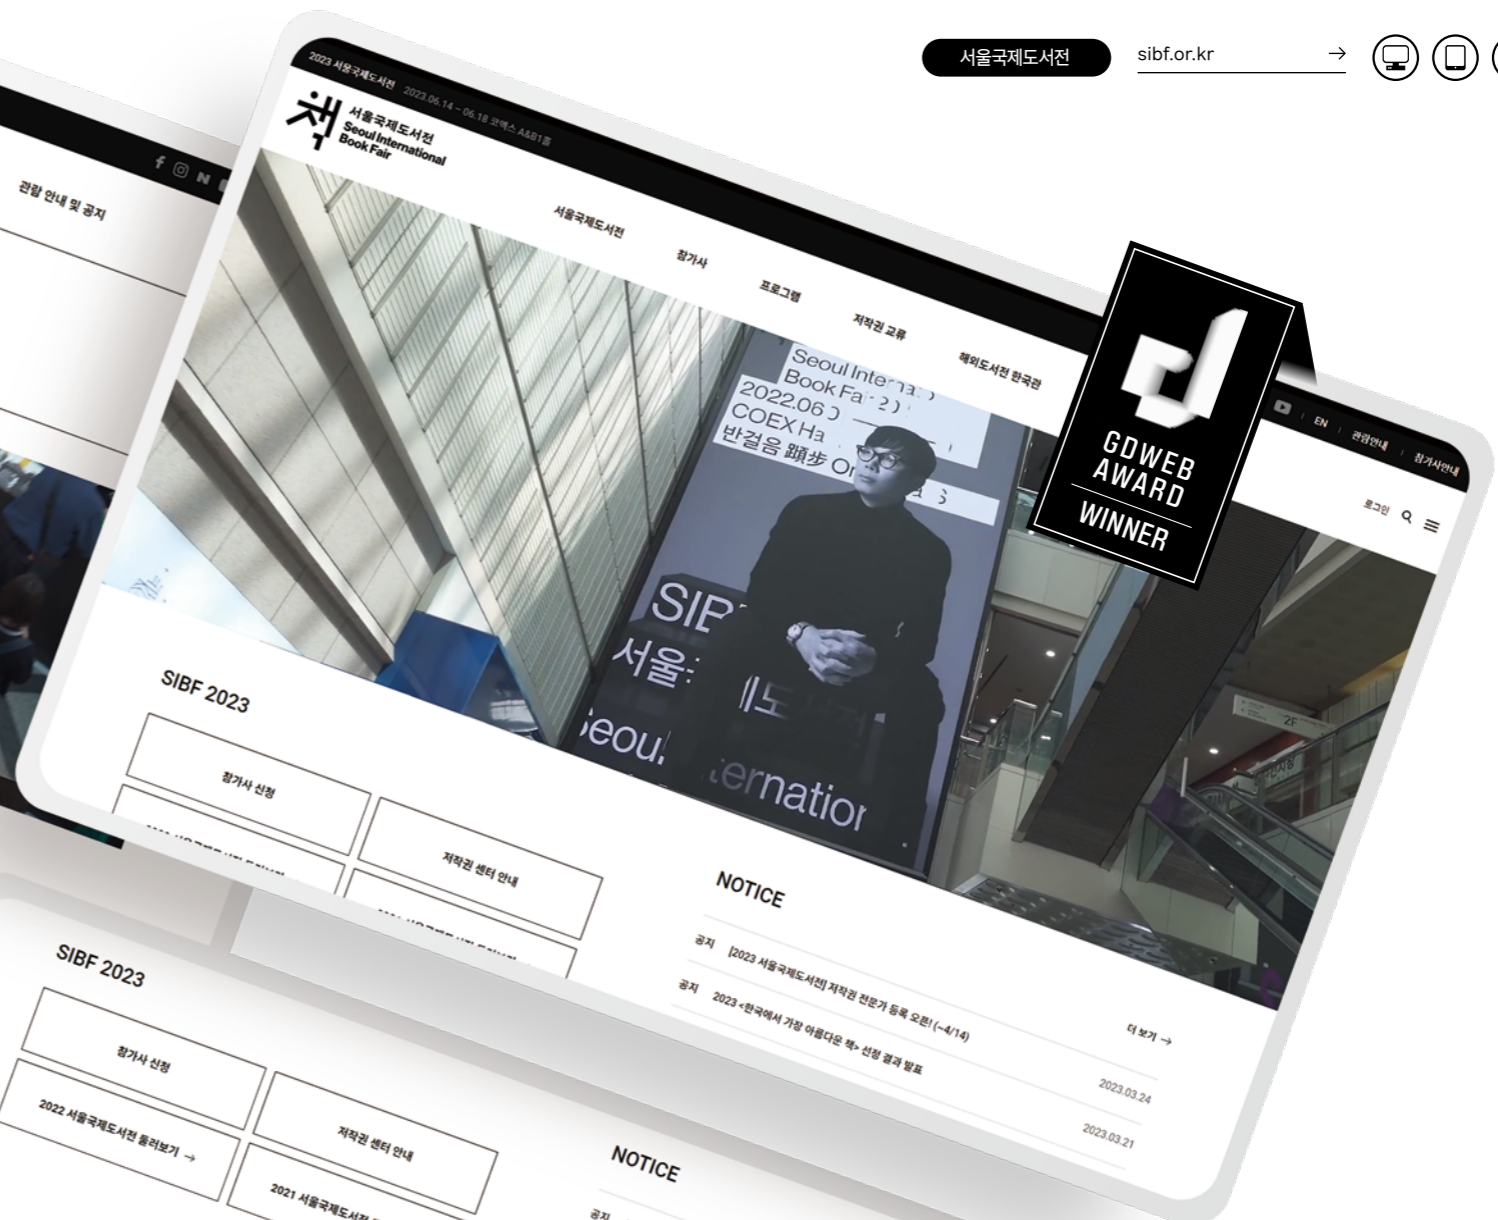 서울국제도서전
sibf.or.kr →
2023 서울국제도서전 2023.06.14 – 06.18 코엑스 A&B1홀
책
서울국제도서전
Seoul International
Book Fair
관람 안내 및 공지
서울국제도서전
참가사
프로그램
저작권 교류
해외도서전 한국관
EN
관람안내
참가사안내
로그인
GDWEB
AWARD
WINNER
Book Fa
2022.06
COEX Ha
반걸음 蹞步 On
SIB
서울
2F
SIBF 2023
참가사 신청
저작권 센터 안내
NOTICE
공지 [2023 서울국제도서전] 저작권 전문가 등록 오픈! (~4/14)
공지 2023 <한국에서 가장 아름다운 책> 선정 결과 발표
더 보기 →
2023.03.24
2023.03.21
SIBF 2023
참가사 신청
저작권 센터 안내
2022 서울국제도서전 둘러보기 →
2021 서울국제도서전
NOTICE
공지